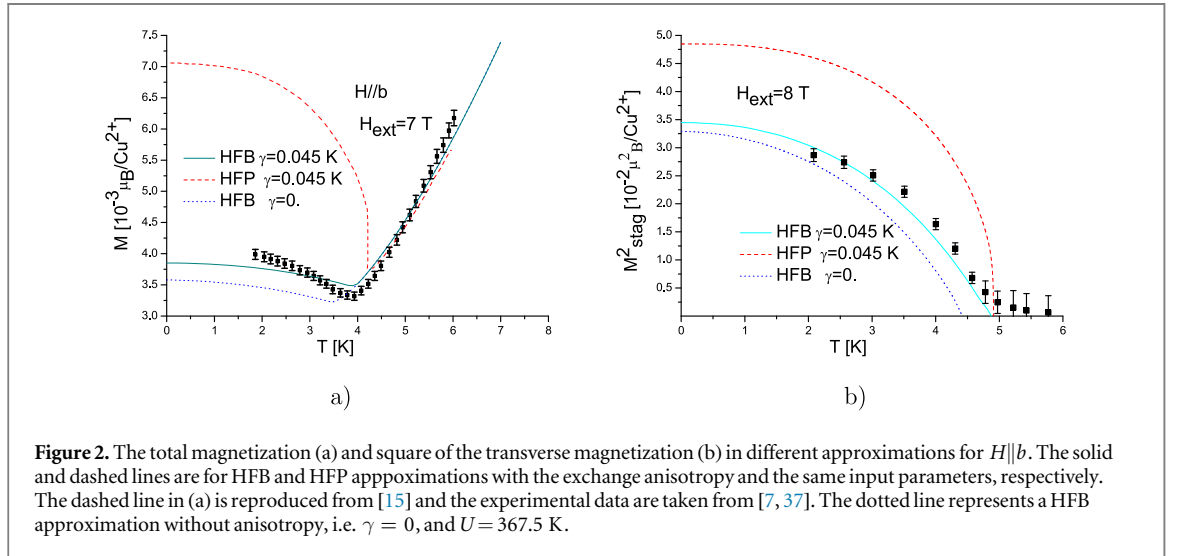 7.5
7.0
6.5
6.0
5.5
5.0
4.5
4.0
3.5
3.0
M [10⁻³μB/Cu²⁺]
H//b
Hext=7 T
HFB γ=0.045 K
HFP γ=0.045 K
HFB γ=0.
0 1 2 3 4 5 6 7 8
T [K]
a)
5.0
4.5
4.0
3.5
3.0
2.5
2.0
1.5
1.0
0.5
M²stag [10⁻²μ²B/Cu²⁺]
Hext=8 T
HFB γ=0.045 K
HFP γ=0.045 K
HFB γ=0.
0 1 2 3 4 5 6
T [K]
b)
Figure 2. The total magnetization (a) and square of the transverse magnetization (b) in different approximations for H∥b. The solid
and dashed lines are for HFB and HFP apppoximations with the exchange anisotropy and the same input parameters, respectively.
The dashed line in (a) is reproduced from [15] and the experimental data are taken from [7, 37]. The dotted line represents a HFB
approximation without anisotropy, i.e. γ = 0, and U = 367.5 K.